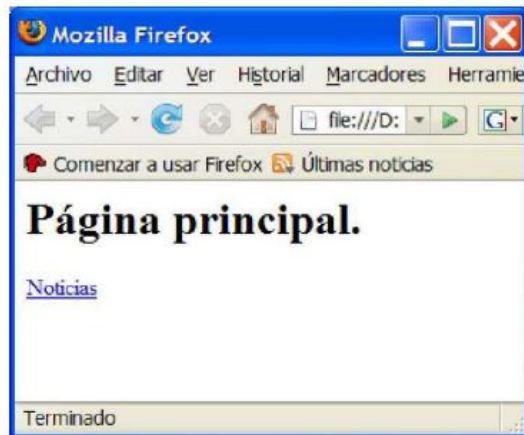 Mozilla Firefox
Archivo Editar Ver Historial Marcadores Herramie
file:///D: G
Comenzar a usar Firefox Últimas noticias
Página principal.
Noticias
Terminado